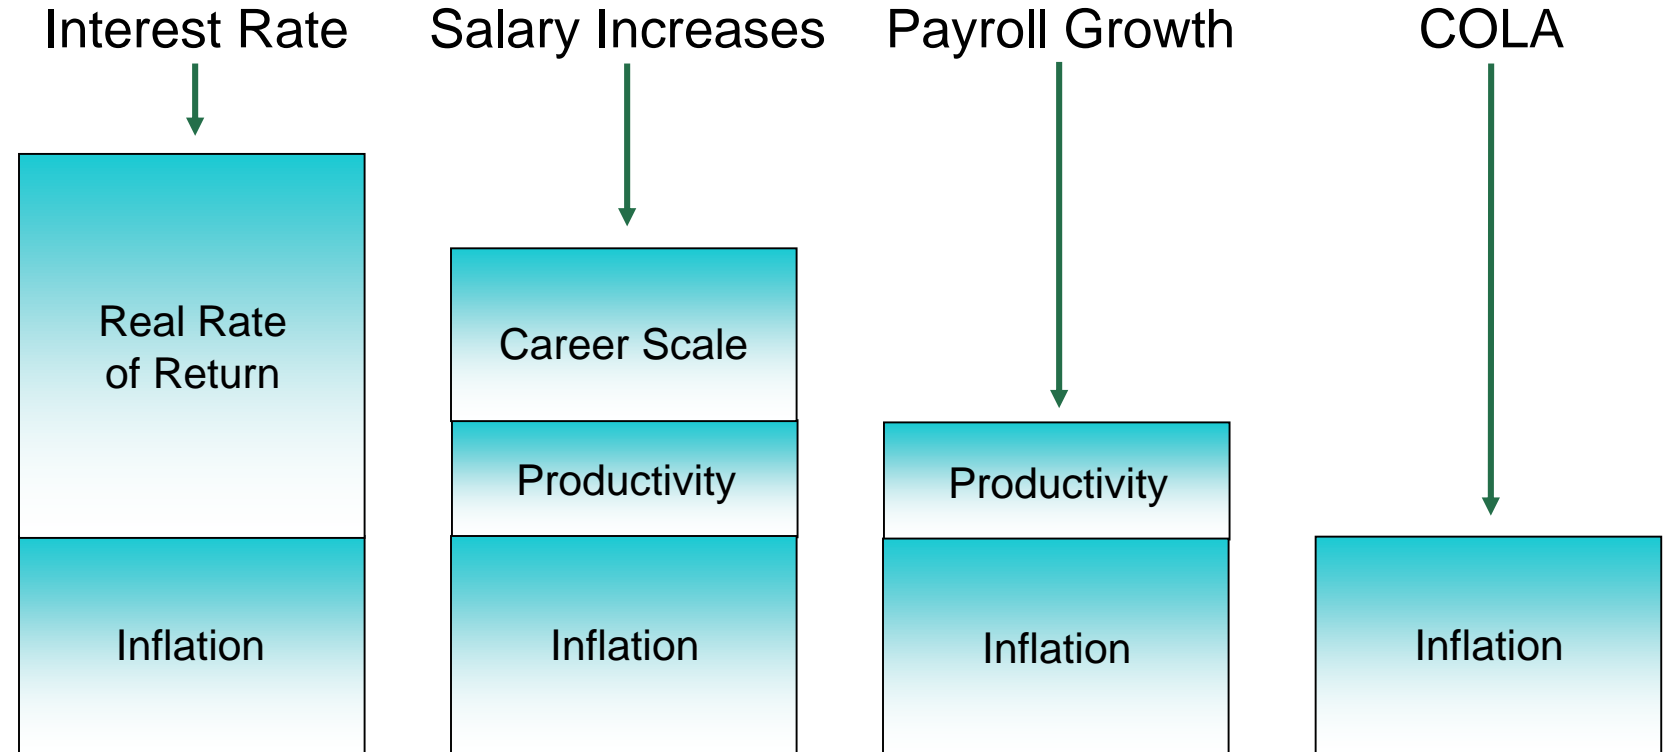 Interest Rate
Salary Increases
Payroll Growth
COLA
Real Rate
of Return
Inflation
Career Scale
Productivity
Inflation
Productivity
Inflation
Inflation